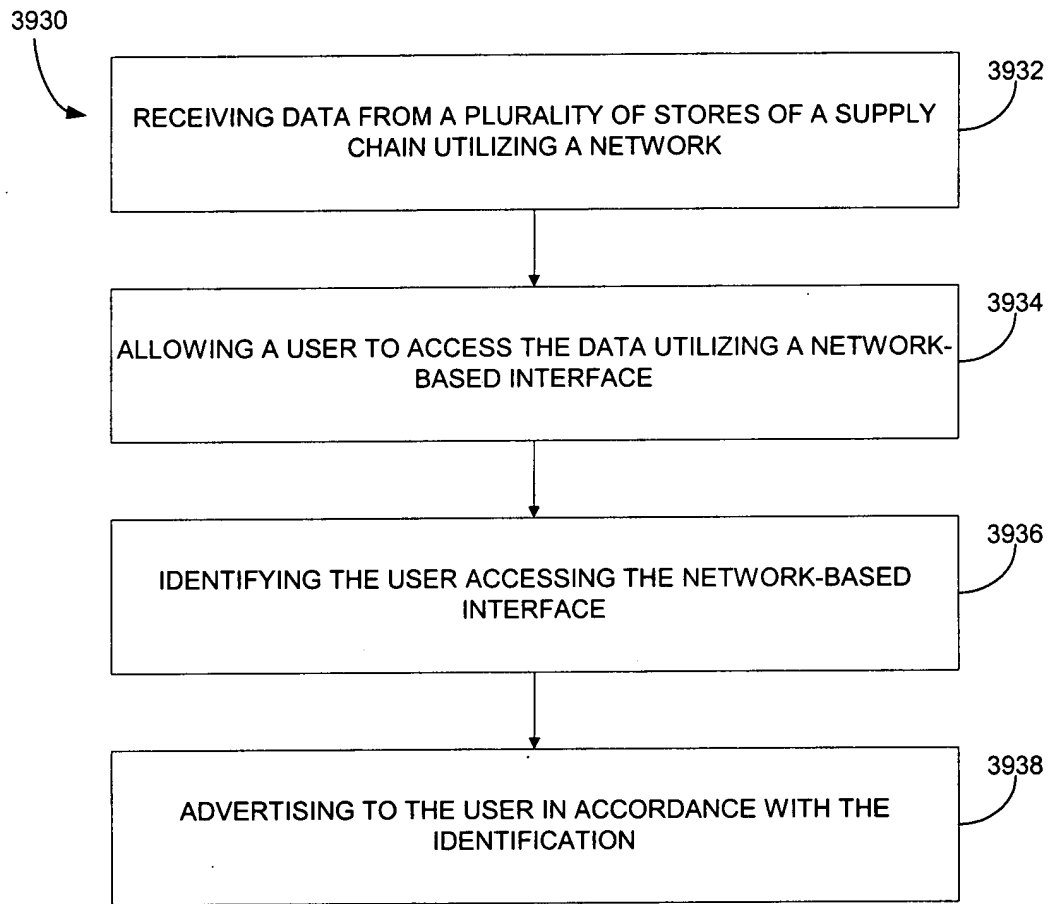 3930
3932
RECEIVING DATA FROM A PLURALITY OF STORES OF A SUPPLY
CHAIN UTILIZING A NETWORK
3934
ALLOWING A USER TO ACCESS THE DATA UTILIZING A NETWORK-
BASED INTERFACE
3936
IDENTIFYING THE USER ACCESSING THE NETWORK-BASED
INTERFACE
3938
ADVERTISING TO THE USER IN ACCORDANCE WITH THE
IDENTIFICATION